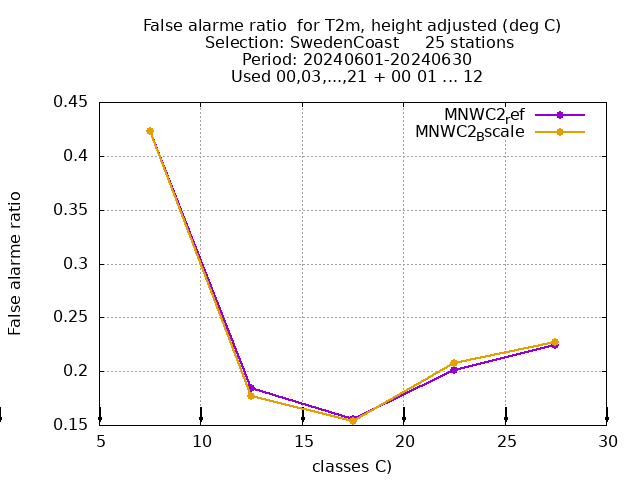 False alarme ratio  for T2m, height adjusted (deg C)
Selection: SwedenCoast     25 stations
Period: 20240601-20240630
Used 00,03,...,21 + 00 01 ... 12
MNWC2ref
MNWC2Bscale
0.45
0.4
0.35
0.3
0.25
0.2
0.15
False alarme ratio
5 10 15 20 25 30
classes C)